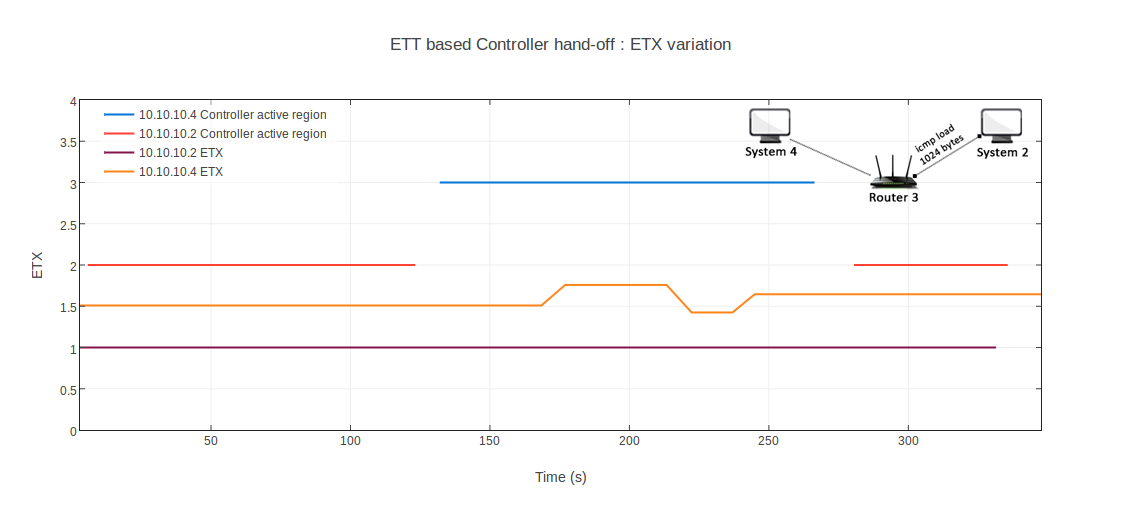 ETT based Controller hand-off : ETX variation
10.10.10.4 Controller active region
10.10.10.2 Controller active region
10.10.10.2 ETX
10.10.10.4 ETX
System 4
icmp load
1024 bytes
System 2
Router 3
ETX
4
3.5
3
2.5
2
1.5
1
0.5
0
50
100
150
200
250
300
Time (s)